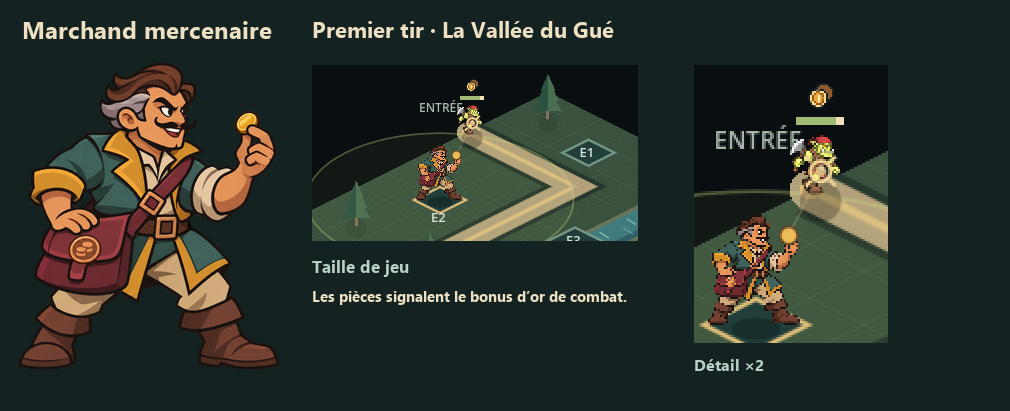 Marchand mercenaire
Premier tir · La Vallée du Gué
ENTRÉE
E1
E2
E3
Taille de jeu
Les pièces signalent le bonus d’or de combat.
ENTRÉE
Détail ×2